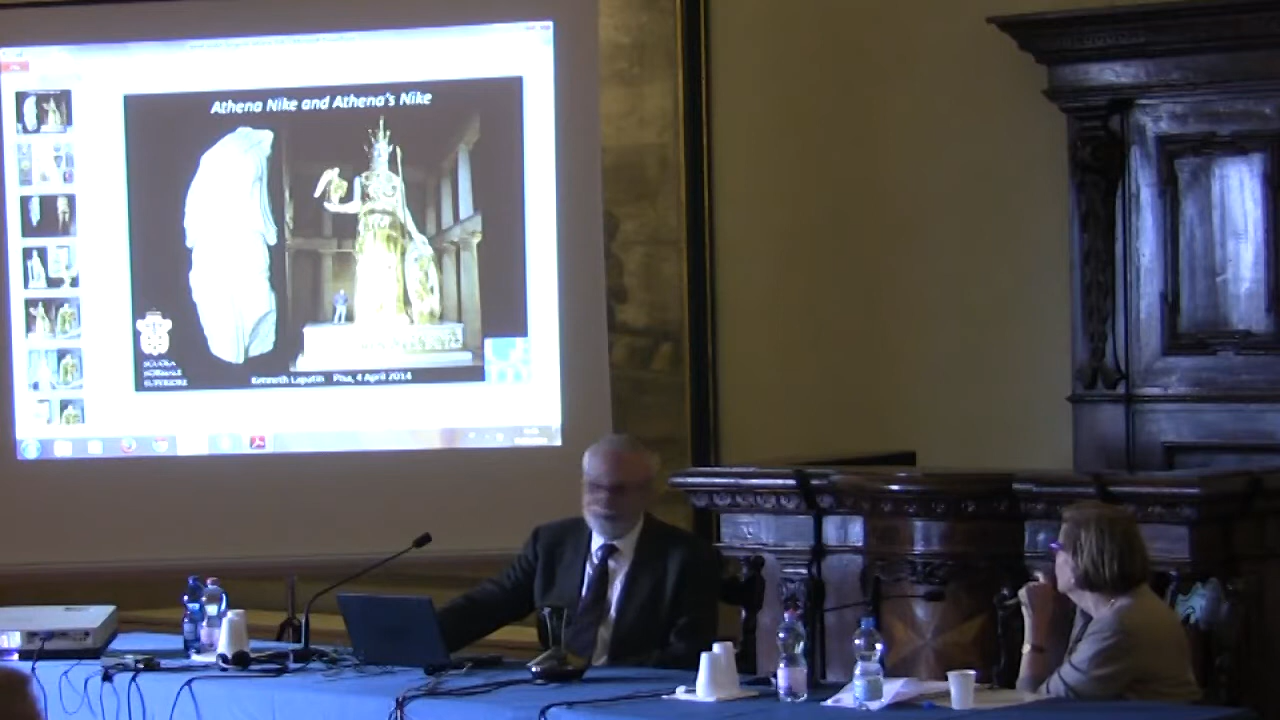 Athena Nike and Athena's Nike
SCUOLA
NORMALE
SUPERIORE
Kenneth Lapatin Pisa, 4 April 2014